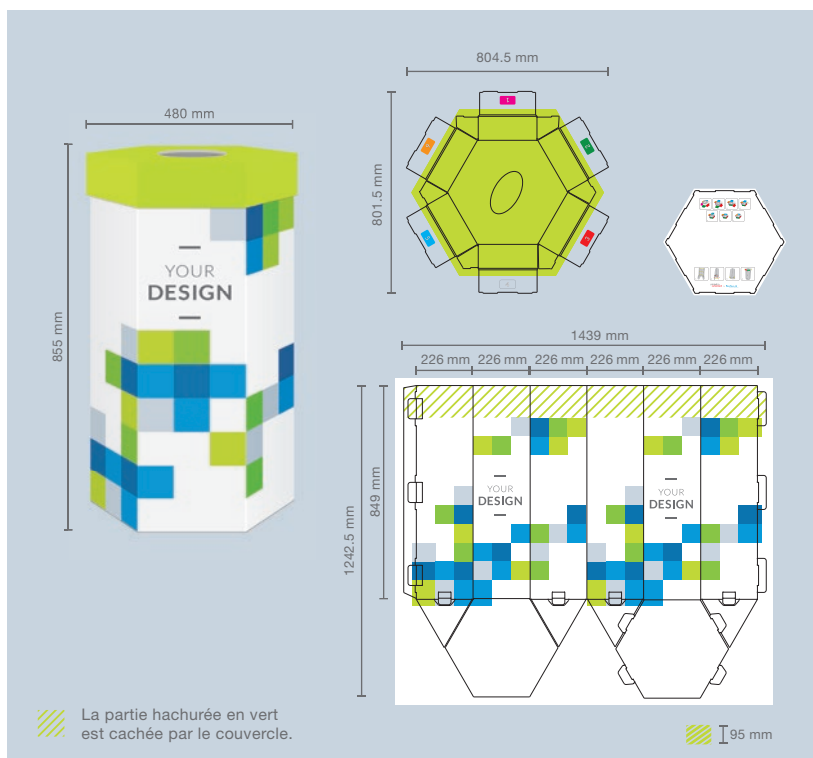 804.5 mm
480 mm
801.5 mm
855 mm
YOUR
DESIGN
1439 mm
226 mm 226 mm 226 mm 226 mm 226 mm 226 mm
849 mm
1242.5 mm
YOUR
DESIGN
YOUR
DESIGN
La partie hachurée en vert
est cachée par le couvercle.
95 mm